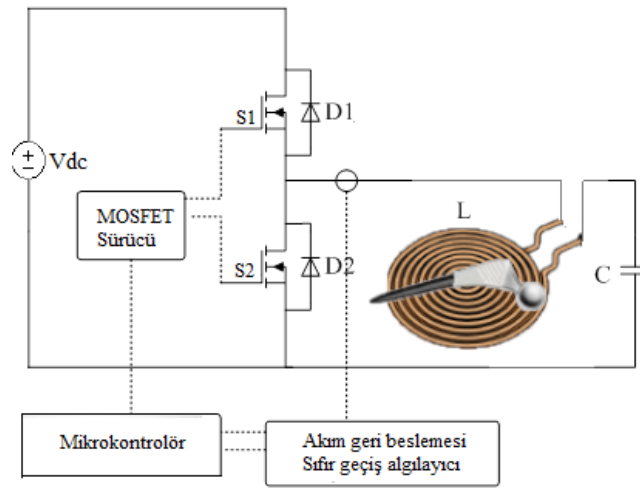 S1
D1
Vdc
MOSFET
Sürücü
L
S2
D2
C
Mikrokontrolör
Akım geri beslemesi
Sıfır geçiş algılayıcı